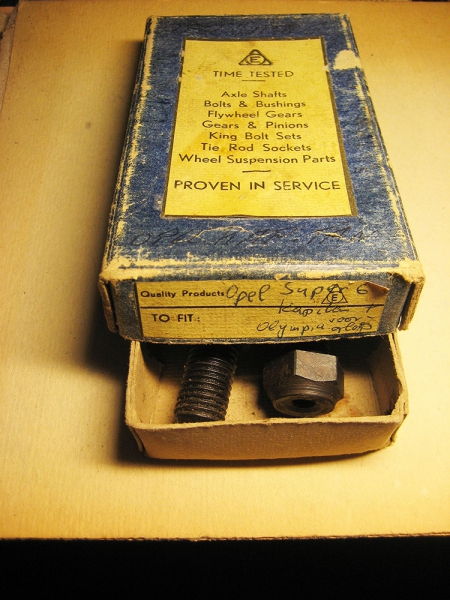 E
TIME TESTED
Axle Shafts
Bolts & Bushings
Flywheel Gears
Gears & Pinions
King Bolt Sets
Tie Rod Sockets
Wheel Suspension Parts
PROVEN IN SERVICE
Quality Products Opel Super 6
E
Kapitän
TO FIT:
Olympia voor